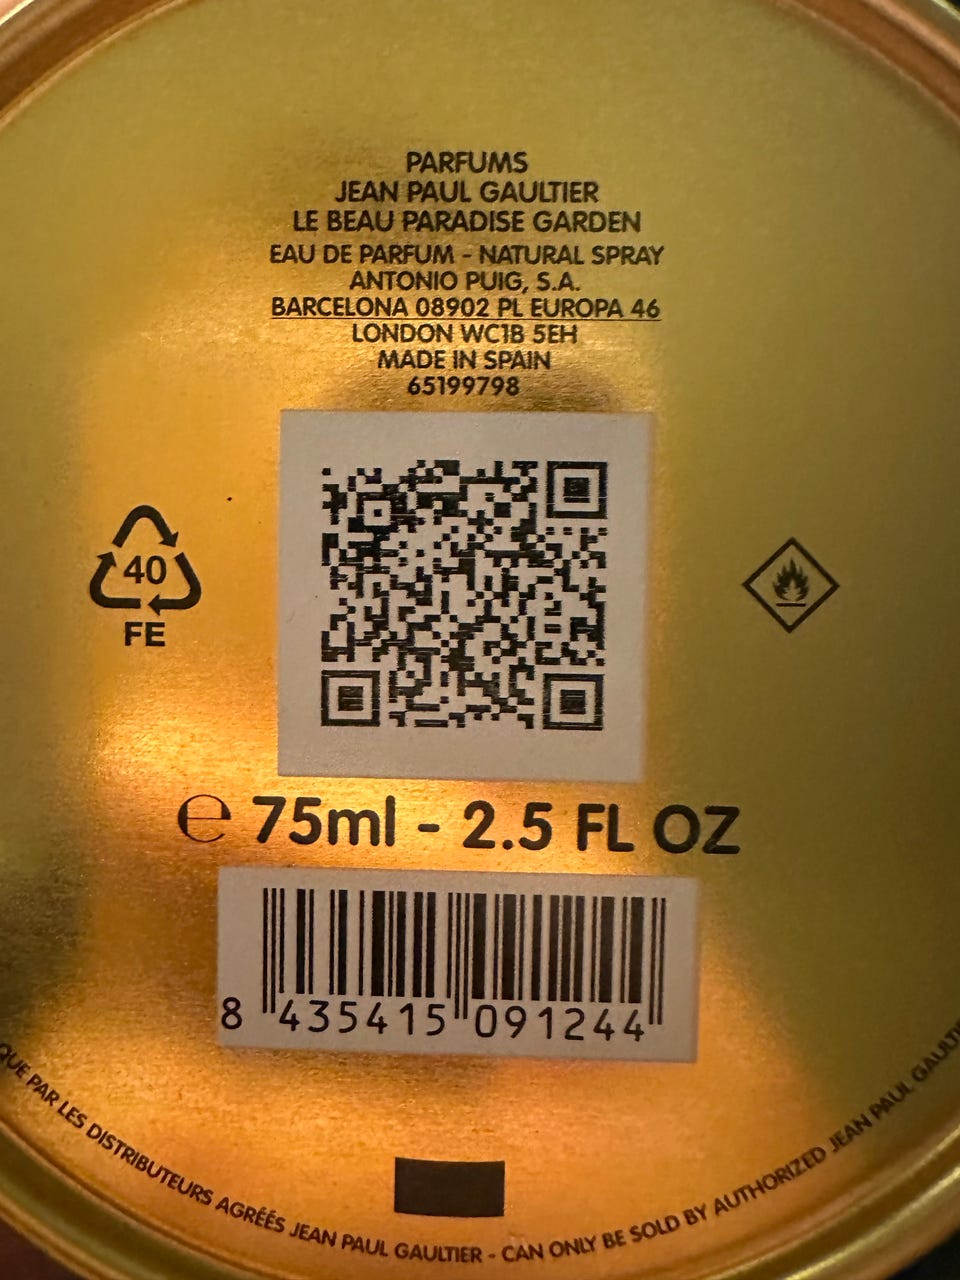 PARFUMS
JEAN PAUL GAULTIER
LE BEAU PARADISE GARDEN
EAU DE PARFUM - NATURAL SPRAY
ANTONIO PUIG, S.A.
BARCELONA 08902 PL EUROPA 46
LONDON WC1B 5EH
MADE IN SPAIN
65199798
40
FE
e 75ml - 2.5 FL OZ
8 435415 091244
QUE PAR LES DISTRIBUTEURS AGRÉÉS JEAN PAUL GAULTIER - CAN ONLY BE SOLD BY AUTHORIZED JEAN PAUL